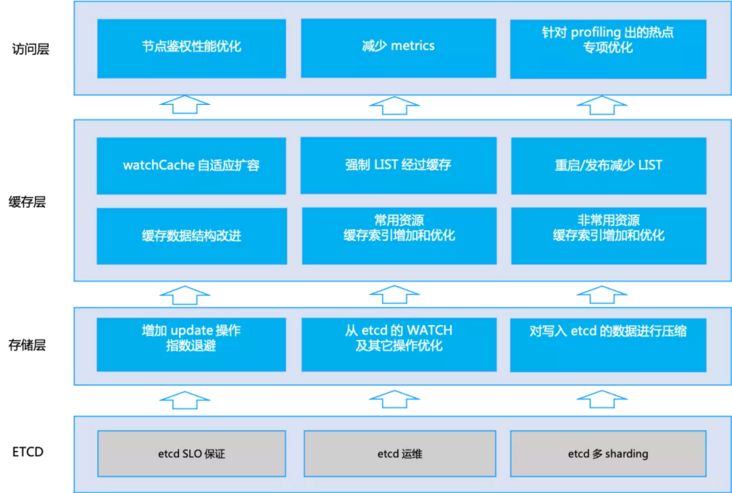 访问层
节点鉴权性能优化
减少 metrics
针对 profiling 出的热点
专项优化
缓存层
watchCache 自适应扩容
强制 LIST 经过缓存
重启/发布减少 LIST
缓存数据结构改进
常用资源
缓存索引增加和优化
非常用资源
缓存索引增加和优化
存储层
增加 update 操作
指数退避
从 etcd 的 WATCH
及其它操作优化
对写入 etcd 的数据进行压缩
ETCD
etcd SLO 保证
etcd 运维
etcd 多 sharding